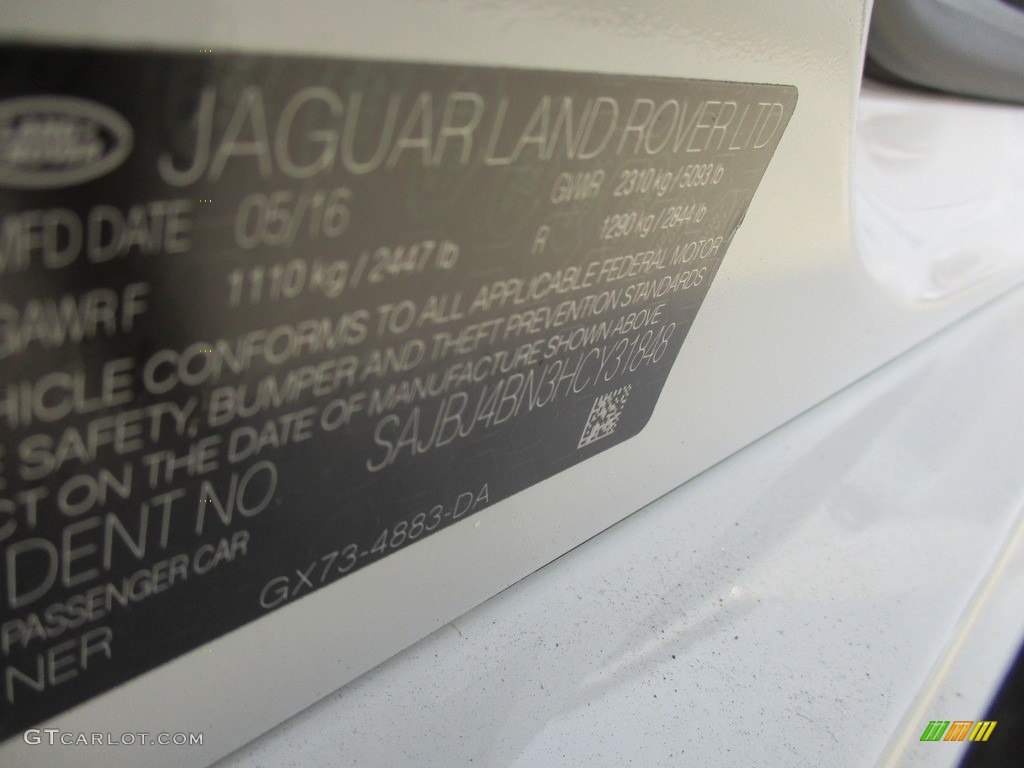 JAGUAR LAND ROVER LTD
MFD DATE 05/16 GWR 2310 kg / 5093 lb
GAWR F 1110 kg / 2447 lb R 1290 kg / 2844 lb
HICLE CONFORMS TO ALL APPLICABLE FEDERAL MOTOR
E SAFETY, BUMPER AND THEFT PREVENTION STANDARDS
CT ON THE DATE OF MANUFACTURE SHOWN ABOVE
DENT NO. SAJBJ4BN3HCY31848
PASSENGER CAR
NER GX73-4883-DA
GTCARLOT.COM